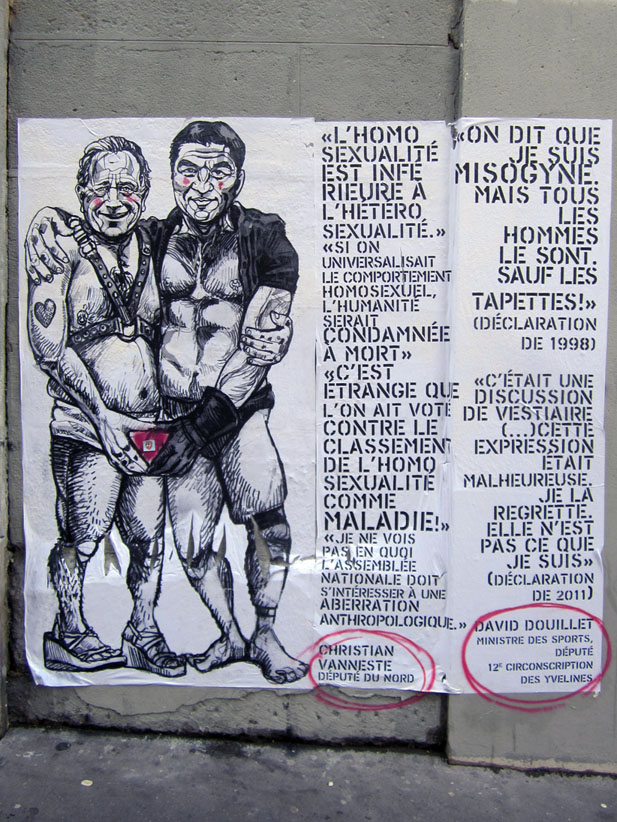 «L'HOMO
SEXUALITÉ
EST INFE
RIEURE À
L'HÉTÉRO
SEXUALITÉ.»
«SI ON
UNIVERSALISAIT
LE COMPORTEMENT
HOMOSEXUEL,
L'HUMANITÉ
SERAIT
CONDAMNÉE
À MORT»
«C'EST
ÉTRANGE QUE
L'ON AIT VOTÉ
CONTRE LE
CLASSEMENT
DE L'HOMO
SEXUALITÉ
COMME
MALADIE!»
«JE NE VOIS
PAS EN QUOI
L'ASSEMBLÉE
NATIONALE DOIT
S'INTÉRESSER À UNE
ABERRATION
ANTHROPOLOGIQUE.»
CHRISTIAN
VANNESTE
DÉPUTÉ DU NORD
«ON DIT QUE
JE SUIS
MISOGYNE.
MAIS TOUS
LES
HOMMES
LE SONT.
SAUF LES
TAPETTES!»
(DÉCLARATION
DE 1998)
«C'ÉTAIT UNE
DISCUSSION
DE VESTIAIRE
(...)CETTE
EXPRESSION
ÉTAIT
MALHEUREUSE.
JE LA
REGRETTE.
ELLE N'EST
PAS CE QUE
JE SUIS»
(DÉCLARATION
DE 2011)
DAVID DOUILLET
MINISTRE DES SPORTS,
DÉPUTÉ
12E CIRCONSCRIPTION
DES YVELINES